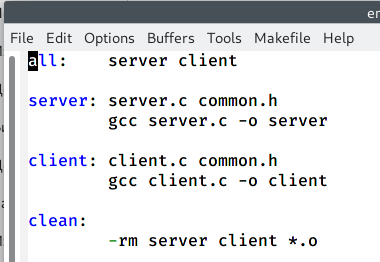 en
File Edit Options Buffers Tools Makefile Help
all:    server client
server: server.c common.h
        gcc server.c -o server
client: client.c common.h
        gcc client.c -o client
clean:
        -rm server client *.o